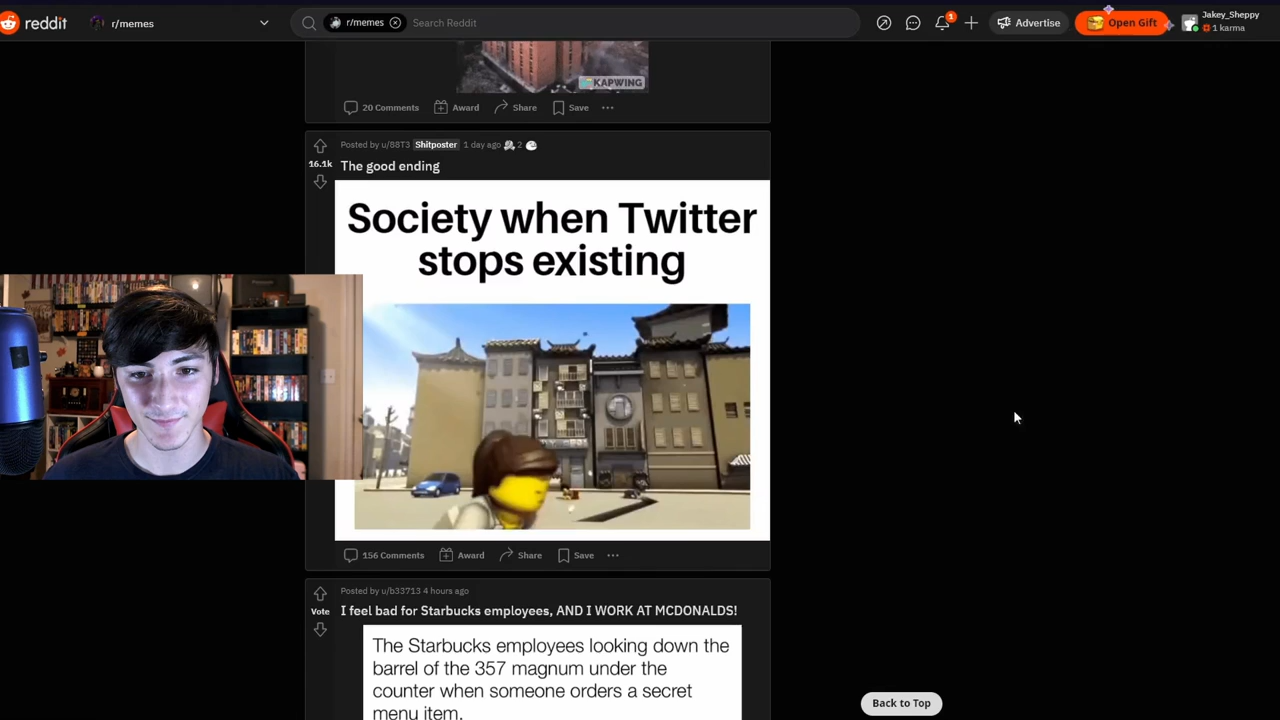 reddit
r/memes
r/memes
Search Reddit
1
Advertise
Open Gift
Jakey_Sheppy
1 karma
KAPWING
20 Comments
Award
Share
Save
Posted by u/88T3 Shitposter 1 day ago 2
16.1k
The good ending
Society when Twitter
stops existing
156 Comments
Award
Share
Save
Posted by u/b33713 4 hours ago
Vote
I feel bad for Starbucks employees, AND I WORK AT MCDONALDS!
The Starbucks employees looking down the
barrel of the 357 magnum under the
counter when someone orders a secret
menu item.
Back to Top